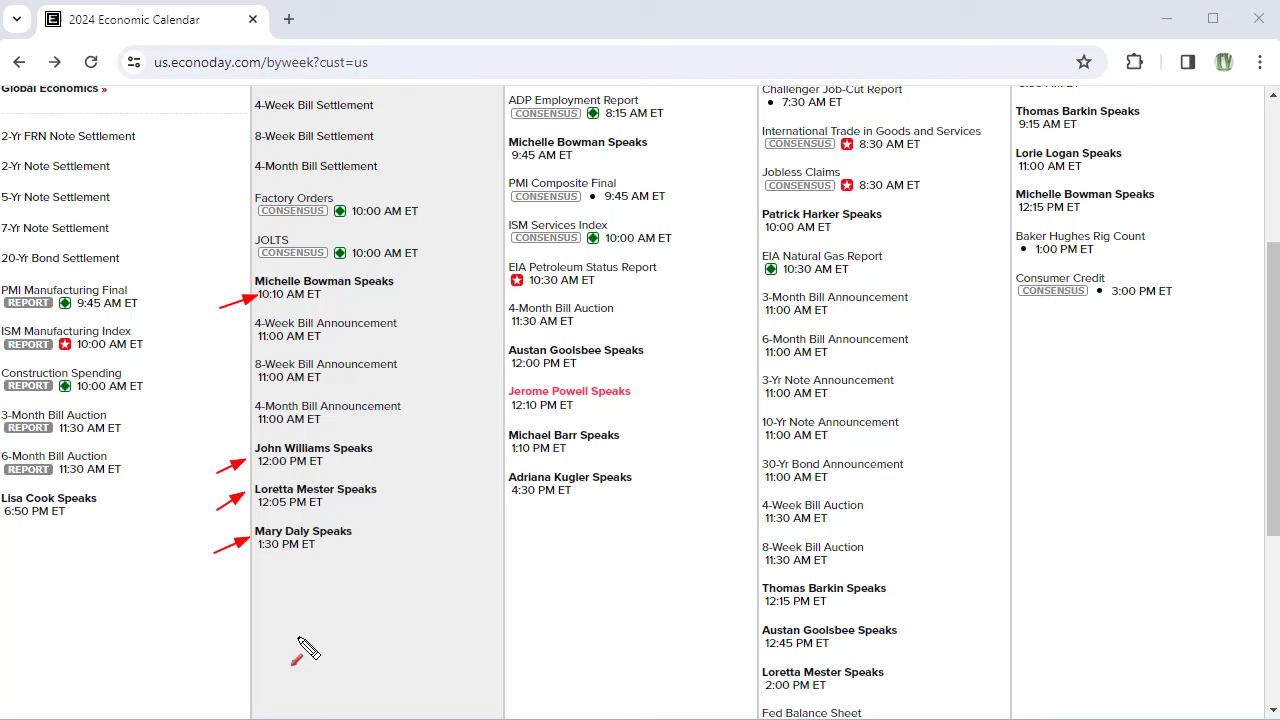 2024 Economic Calendar
us.econoday.com/byweek?cust=us
Global Economics »
2-Yr FRN Note Settlement
2-Yr Note Settlement
5-Yr Note Settlement
7-Yr Note Settlement
20-Yr Bond Settlement
PMI Manufacturing Final
REPORT 9:45 AM ET
ISM Manufacturing Index
REPORT 10:00 AM ET
Construction Spending
REPORT 10:00 AM ET
3-Month Bill Auction
REPORT 11:30 AM ET
6-Month Bill Auction
REPORT 11:30 AM ET
Lisa Cook Speaks
6:50 PM ET
4-Week Bill Settlement
8-Week Bill Settlement
4-Month Bill Settlement
Factory Orders
CONSENSUS 10:00 AM ET
JOLTS
CONSENSUS 10:00 AM ET
Michelle Bowman Speaks
10:10 AM ET
4-Week Bill Announcement
11:00 AM ET
8-Week Bill Announcement
11:00 AM ET
4-Month Bill Announcement
11:00 AM ET
John Williams Speaks
12:00 PM ET
Loretta Mester Speaks
12:05 PM ET
Mary Daly Speaks
1:30 PM ET
ADP Employment Report
CONSENSUS 8:15 AM ET
Michelle Bowman Speaks
9:45 AM ET
PMI Composite Final
CONSENSUS 9:45 AM ET
ISM Services Index
CONSENSUS 10:00 AM ET
EIA Petroleum Status Report
10:30 AM ET
4-Month Bill Auction
11:30 AM ET
Austan Goolsbee Speaks
12:00 PM ET
Jerome Powell Speaks
12:10 PM ET
Michael Barr Speaks
1:10 PM ET
Adriana Kugler Speaks
4:30 PM ET
Challenger Job-Cut Report
7:30 AM ET
International Trade in Goods and Services
CONSENSUS 8:30 AM ET
Jobless Claims
CONSENSUS 8:30 AM ET
Patrick Harker Speaks
10:00 AM ET
EIA Natural Gas Report
10:30 AM ET
3-Month Bill Announcement
11:00 AM ET
6-Month Bill Announcement
11:00 AM ET
3-Yr Note Announcement
11:00 AM ET
10-Yr Note Announcement
11:00 AM ET
30-Yr Bond Announcement
11:00 AM ET
4-Week Bill Auction
11:30 AM ET
8-Week Bill Auction
11:30 AM ET
Thomas Barkin Speaks
12:15 PM ET
Austan Goolsbee Speaks
12:45 PM ET
Loretta Mester Speaks
2:00 PM ET
Fed Balance Sheet
Thomas Barkin Speaks
9:15 AM ET
Lorie Logan Speaks
11:00 AM ET
Michelle Bowman Speaks
12:15 PM ET
Baker Hughes Rig Count
1:00 PM ET
Consumer Credit
CONSENSUS 3:00 PM ET